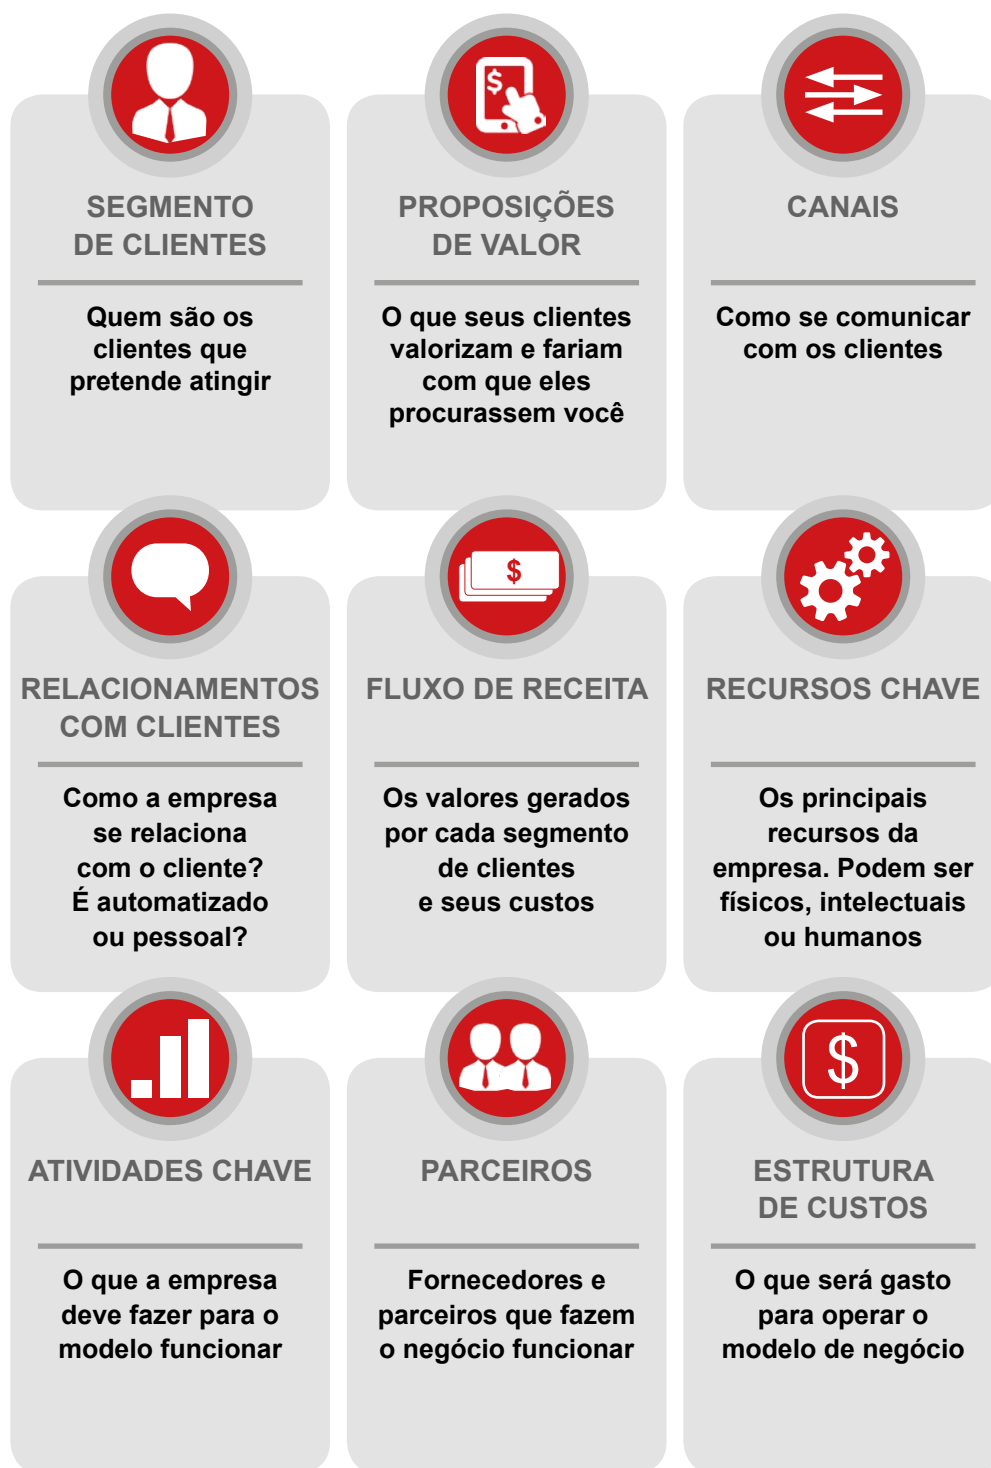 $
SEGMENTO
DE CLIENTES
Quem são os
clientes que
pretende atingir
PROPOSIÇÕES
DE VALOR
O que seus clientes
valorizam e fariam
com que eles
procurassem você
CANAIS
Como se comunicar
com os clientes
$
RELACIONAMENTOS
COM CLIENTES
Como a empresa
se relaciona
com o cliente?
É automatizado
ou pessoal?
FLUXO DE RECEITA
Os valores gerados
por cada segmento
de clientes
e seus custos
RECURSOS CHAVE
Os principais
recursos da
empresa. Podem ser
físicos, intelectuais
ou humanos
$
ATIVIDADES CHAVE
O que a empresa
deve fazer para o
modelo funcionar
PARCEIROS
Fornecedores e
parceiros que fazem
o negócio funcionar
ESTRUTURA
DE CUSTOS
O que será gasto
para operar o
modelo de negócio